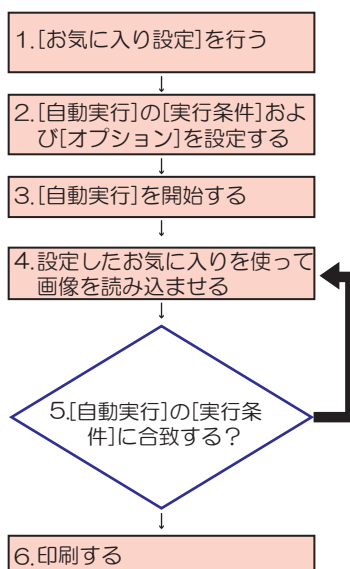 1.[お気に入り設定]を行う
2.[自動実行]の[実行条件]およ
び[オプション]を設定する
3.[自動実行]を開始する
4.設定したお気に入りを使って
画像を読み込ませる
5.[自動実行]の[実行条
件]に合致する？
6.印刷する